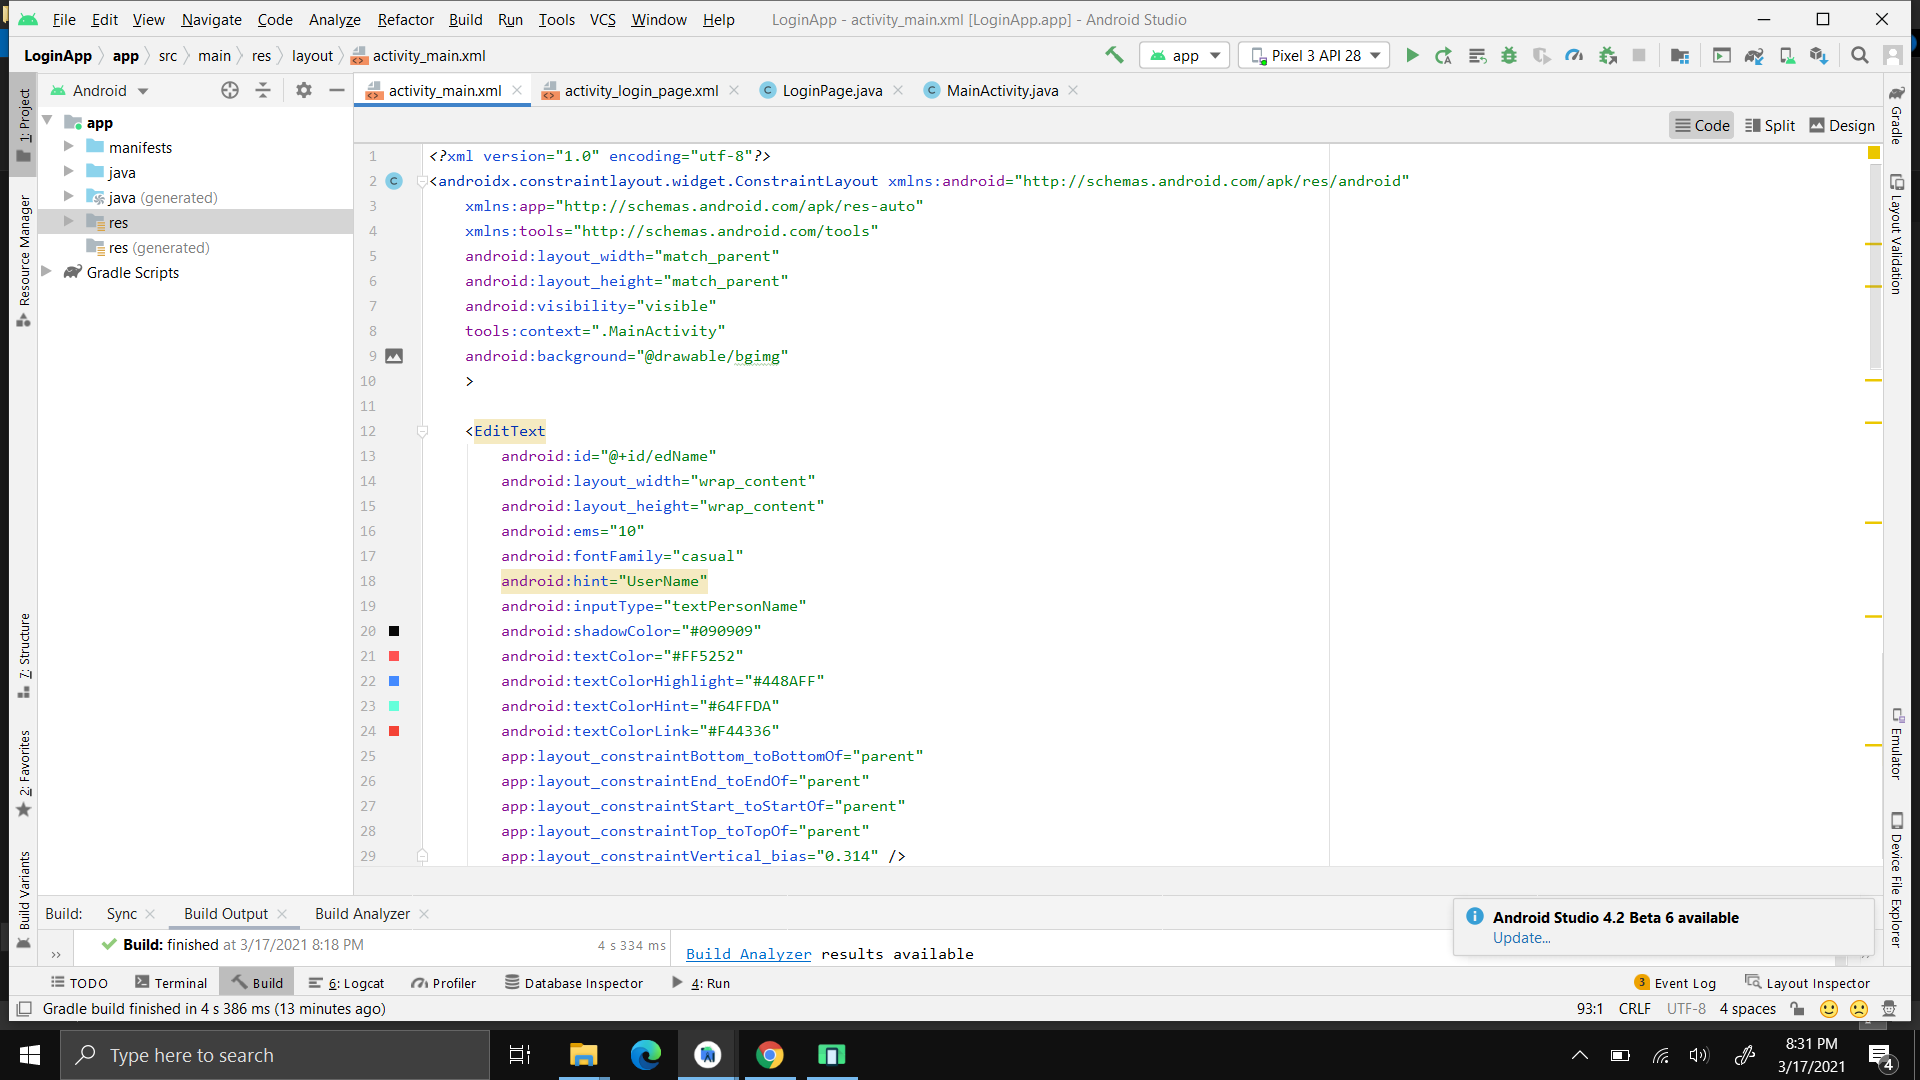 File Edit View Navigate Code Analyze Refactor Build Run Tools VCS Window Help LoginApp - activity_main.xml [LoginApp.app] - Android Studio
LoginApp app src main res layout activity_main.xml app Pixel 3 API 28
Android activity_main.xml activity_login_page.xml LoginPage.java MainActivity.java
Code Split Design
1: Project
Resource Manager
7: Structure
2: Favorites
Build Variants
app
manifests
java
java (generated)
res
res (generated)
Gradle Scripts
1 <?xml version="1.0" encoding="utf-8"?>
2 <androidx.constraintlayout.widget.ConstraintLayout xmlns:android="http://schemas.android.com/apk/res/android"
3 xmlns:app="http://schemas.android.com/apk/res-auto"
4 xmlns:tools="http://schemas.android.com/tools"
5 android:layout_width="match_parent"
6 android:layout_height="match_parent"
7 android:visibility="visible"
8 tools:context=".MainActivity"
9 android:background="@drawable/bgimg"
10 >
11
12 <EditText
13 android:id="@+id/edName"
14 android:layout_width="wrap_content"
15 android:layout_height="wrap_content"
16 android:ems="10"
17 android:fontFamily="casual"
18 android:hint="UserName"
19 android:inputType="textPersonName"
20 android:shadowColor="#090909"
21 android:textColor="#FF5252"
22 android:textColorHighlight="#448AFF"
23 android:textColorHint="#64FFDA"
24 android:textColorLink="#F44336"
25 app:layout_constraintBottom_toBottomOf="parent"
26 app:layout_constraintEnd_toEndOf="parent"
27 app:layout_constraintStart_toStartOf="parent"
28 app:layout_constraintTop_toTopOf="parent"
29 app:layout_constraintVertical_bias="0.314" />
Gradle
Layout Validation
Emulator
Device File Explorer
Build: Sync Build Output Build Analyzer
Build: finished at 3/17/2021 8:18 PM 4 s 334 ms
Build Analyzer results available
Android Studio 4.2 Beta 6 available
Update...
TODO Terminal Build 6: Logcat Profiler Database Inspector 4: Run 3 Event Log Layout Inspector
Gradle build finished in 4 s 386 ms (13 minutes ago) 93:1 CRLF UTF-8 4 spaces
Type here to search
8:31 PM
3/17/2021
4